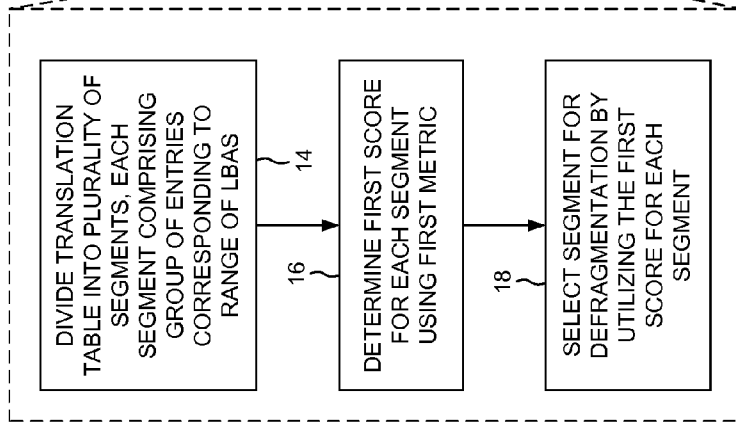 DIVIDE TRANSLATION
TABLE INTO PLURALITY OF
SEGMENTS, EACH
SEGMENT COMPRISING
GROUP OF ENTRIES
CORRESPONDING TO
RANGE OF LBAS
14
16
DETERMINE FIRST SCORE
FOR EACH SEGMENT
USING FIRST METRIC
18
SELECT SEGMENT FOR
DEFRAGMENTATION BY
UTILIZING THE FIRST
SCORE FOR EACH
SEGMENT